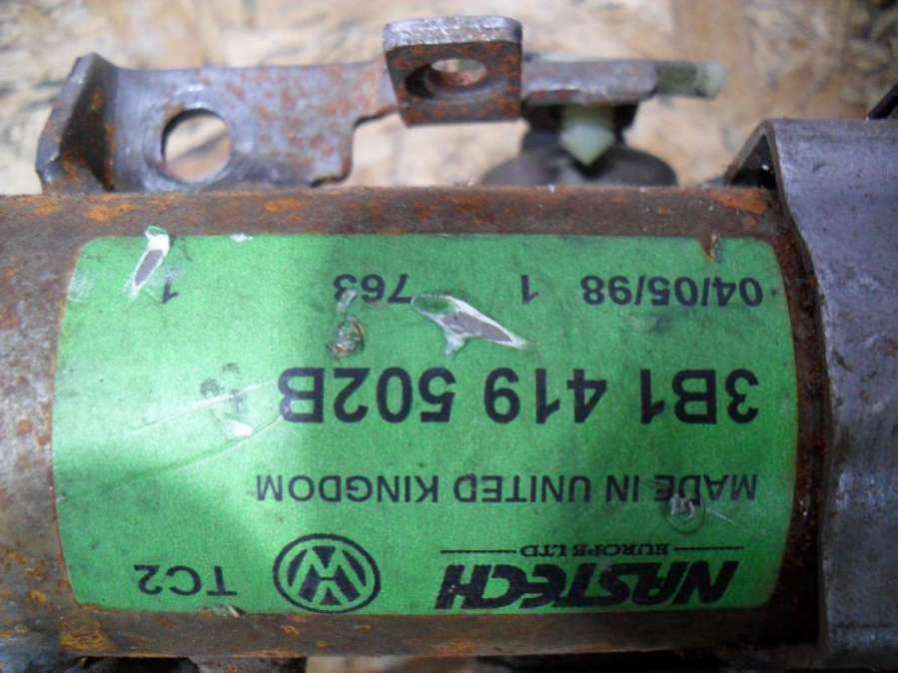 NASTECH
EUROPE LTD
TC2
MADE IN UNITED KINGDOM
3B1 419 502B
04/05/98 1 763 1